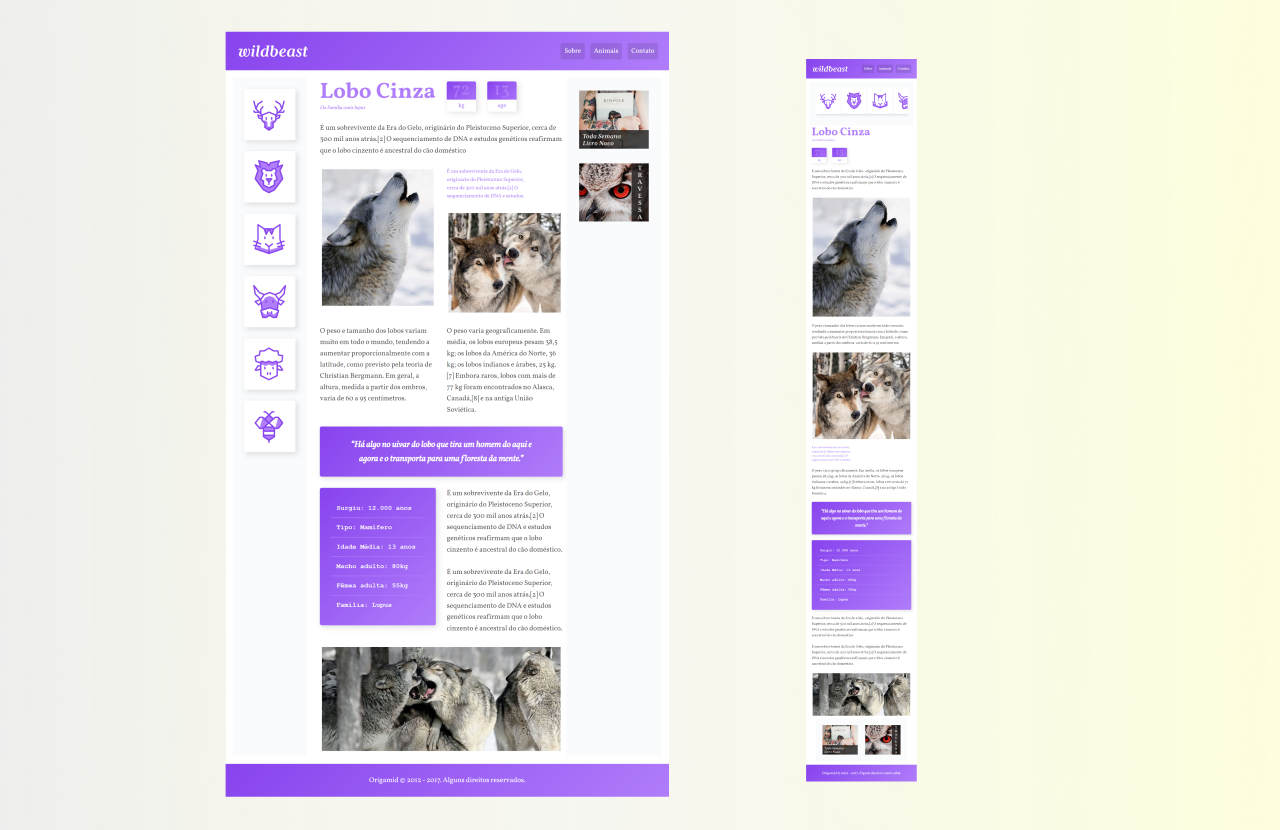 wildbeast
Sobre
Animais
Contato
Lobo Cinza
Da Família canis lupus
72
kg
13
age
É um sobrevivente da Era do Gelo, originário do Pleistoceno Superior, cerca de
300 mil anos atrás.[2] O sequenciamento de DNA e estudos genéticos reafirmam
que o lobo cinzento é ancestral do cão doméstico
É um sobrevivente da Era do Gelo,
originário do Pleistoceno Superior,
cerca de 300 mil anos atrás.[2] O
sequenciamento de DNA e estudos.
O peso e tamanho dos lobos variam
muito em todo o mundo, tendendo a
aumentar proporcionalmente com a
latitude, como previsto pela teoria de
Christian Bergmann. Em geral, a
altura, medida a partir dos ombros,
varia de 60 a 95 centímetros.
O peso varia geograficamente. Em
média, os lobos europeus pesam 38,5
kg; os lobos da América do Norte, 36
kg; os lobos indianos e árabes, 25 kg.
[7] Embora raros, lobos com mais de
77 kg foram encontrados no Alasca,
Canadá,[8] e na antiga União
Soviética.
“Há algo no uivar do lobo que tira um homem do aqui e
agora e o transporta para uma floresta da mente.”
Surgiu: 12.000 anos
Tipo: Mamífero
Idade Média: 13 anos
Macho adulto: 80kg
Fêmea adulta: 55kg
Família: Lupus
É um sobrevivente da Era do Gelo,
originário do Pleistoceno Superior,
cerca de 300 mil anos atrás.[2] O
sequenciamento de DNA e estudos
genéticos reafirmam que o lobo
cinzento é ancestral do cão doméstico.
É um sobrevivente da Era do Gelo,
originário do Pleistoceno Superior,
cerca de 300 mil anos atrás.[2] O
sequenciamento de DNA e estudos
genéticos reafirmam que o lobo
cinzento é ancestral do cão doméstico.
KINFOLK
Toda Semana
Livro Novo
TRAVESSA
Origamid © 2012 - 2017. Alguns direitos reservados.
wildbeast
Sobre
Animais
Contato
Lobo Cinza
“Há algo no uivar do lobo que tira um homem do
aqui e agora e o transporta para uma floresta da
mente.”
Surgiu: 12.000 anos
Tipo: Mamífero
Idade Média: 13 anos
Macho adulto: 80kg
Fêmea adulta: 55kg
Família: Lupus
Toda Semana
Livro Novo
Origamid © 2012 - 2017. Alguns direitos reservados.